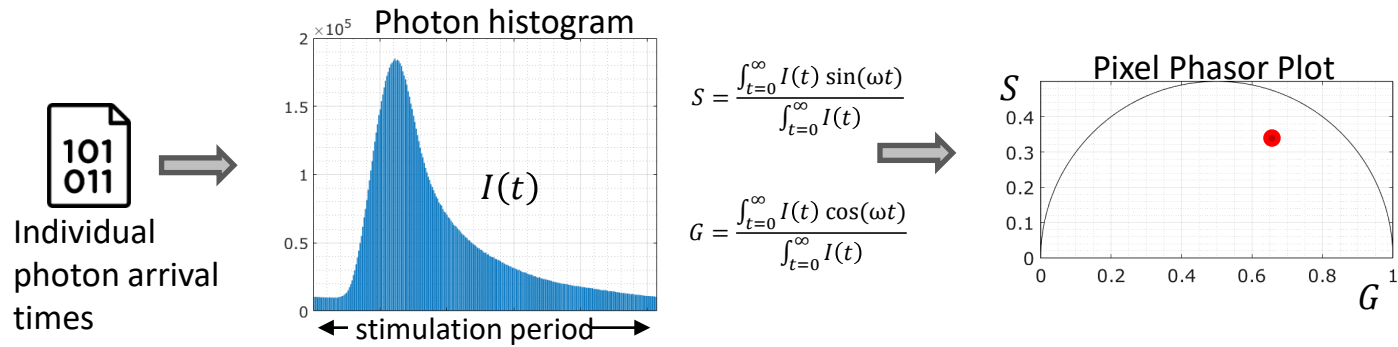 101
011
Individual
photon arrival
times
Photon histogram
×10⁵
2
1.5
1
0.5
0
I(t)
stimulation period
S = ∫_{t=0}^{∞} I(t) sin(ωt) / ∫_{t=0}^{∞} I(t)
G = ∫_{t=0}^{∞} I(t) cos(ωt) / ∫_{t=0}^{∞} I(t)
Pixel Phasor Plot
S
0.4
0.3
0.2
0.1
0
0 0.2 0.4 0.6 0.8 1
G